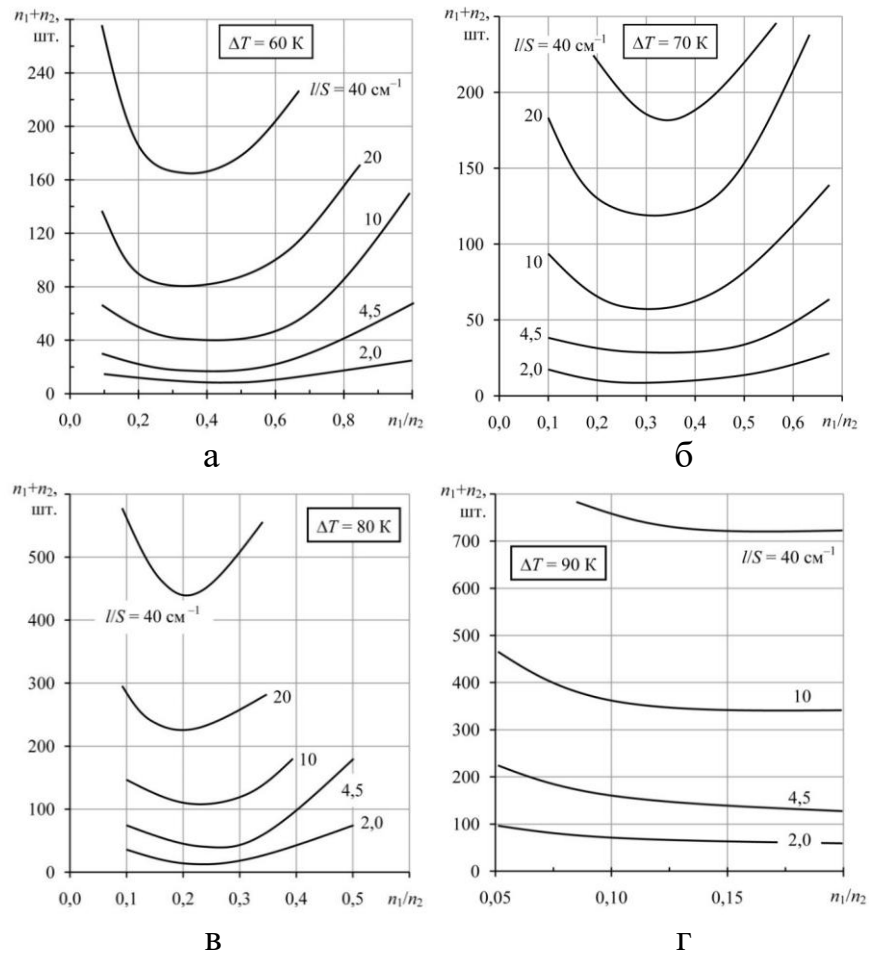 n₁+n₂,
шт.
ΔT = 60 К
l/S = 40 см⁻¹
240
200
20
160
10
120
80
4,5
40
2,0
0
0,0 0,2 0,4 0,6 0,8 n₁/n₂
а
n₁+n₂,
шт.
l/S = 40 см⁻¹
ΔT = 70 К
200
20
150
100
10
50
4,5
2,0
0
0,0 0,1 0,2 0,3 0,4 0,5 0,6 n₁/n₂
б
n₁+n₂,
шт.
ΔT = 80 К
500
400
l/S = 40 см⁻¹
300
20
200
10
4,5
100
2,0
0
0,0 0,1 0,2 0,3 0,4 0,5 n₁/n₂
в
n₁+n₂,
шт.
700
l/S = 40 см⁻¹
ΔT = 90 К
600
500
400
10
300
200
4,5
100
2,0
0
0,05 0,10 0,15 n₁/n₂
г